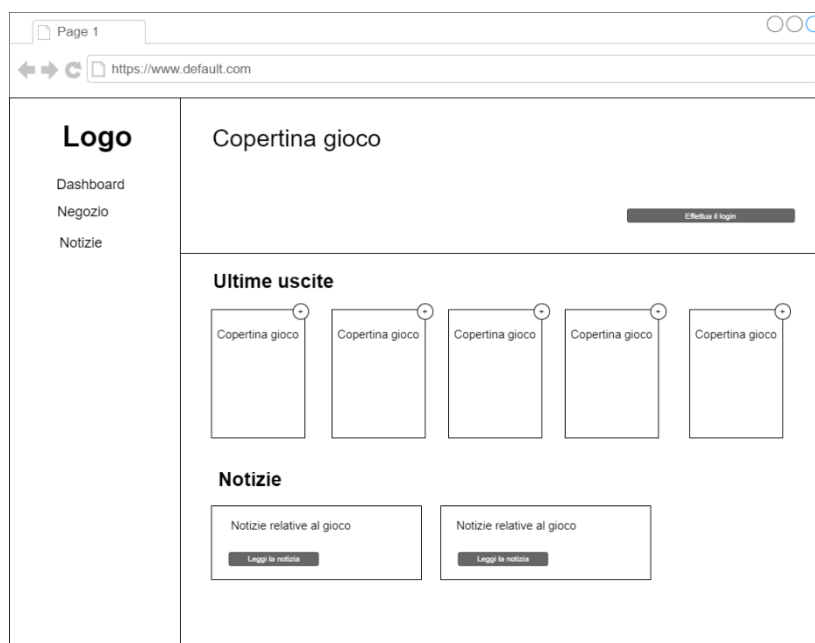 Page 1
https://www.default.com
Logo
Dashboard
Negozio
Notizie
Copertina gioco
Effettua il login
Ultime uscite
+ + + + +
Copertina gioco Copertina gioco Copertina gioco Copertina gioco Copertina gioco
Notizie
Notizie relative al gioco Notizie relative al gioco
Leggi la notizia Leggi la notizia